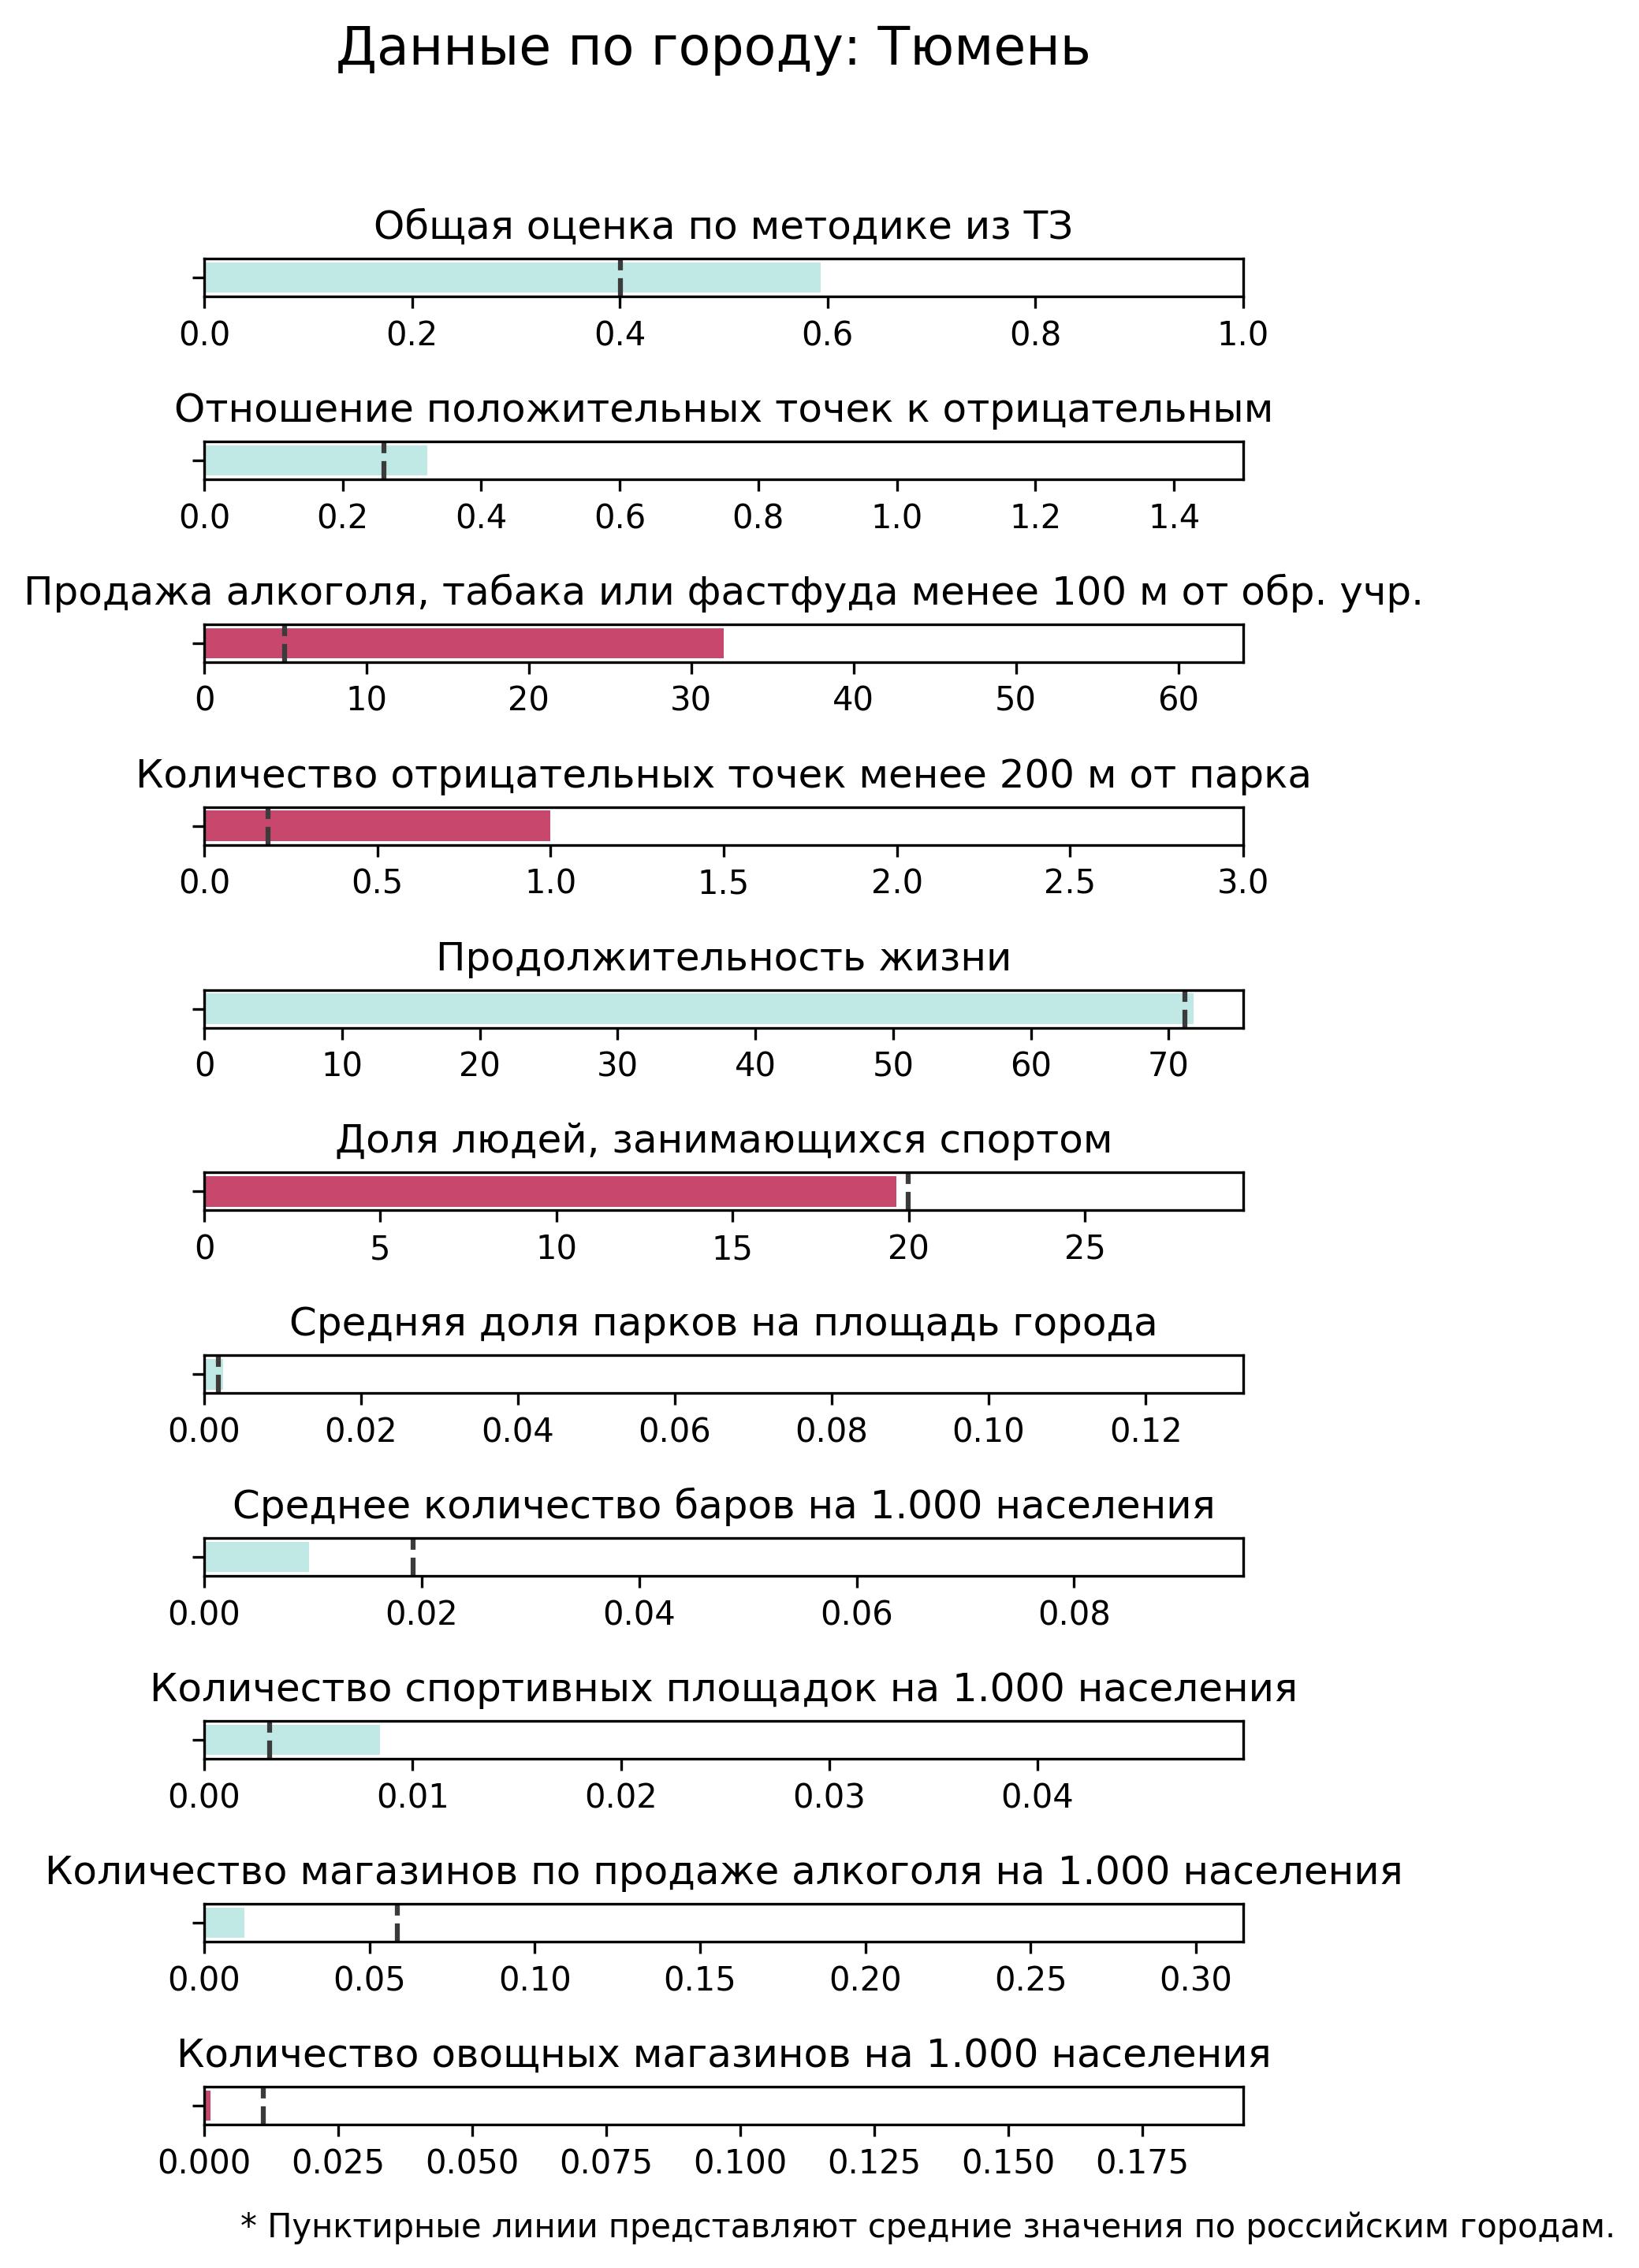 Данные по городу: Тюмень
Общая оценка по методике из ТЗ
0.0 0.2 0.4 0.6 0.8 1.0
Отношение положительных точек к отрицательным
0.0 0.2 0.4 0.6 0.8 1.0 1.2 1.4
Продажа алкоголя, табака или фастфуда менее 100 м от обр. учр.
0 10 20 30 40 50 60
Количество отрицательных точек менее 200 м от парка
0.0 0.5 1.0 1.5 2.0 2.5 3.0
Продолжительность жизни
0 10 20 30 40 50 60 70
Доля людей, занимающихся спортом
0 5 10 15 20 25
Средняя доля парков на площадь города
0.00 0.02 0.04 0.06 0.08 0.10 0.12
Среднее количество баров на 1.000 населения
0.00 0.02 0.04 0.06 0.08
Количество спортивных площадок на 1.000 населения
0.00 0.01 0.02 0.03 0.04
Количество магазинов по продаже алкоголя на 1.000 населения
0.00 0.05 0.10 0.15 0.20 0.25 0.30
Количество овощных магазинов на 1.000 населения
0.000 0.025 0.050 0.075 0.100 0.125 0.150 0.175
* Пунктирные линии представляют средние значения по российским городам.